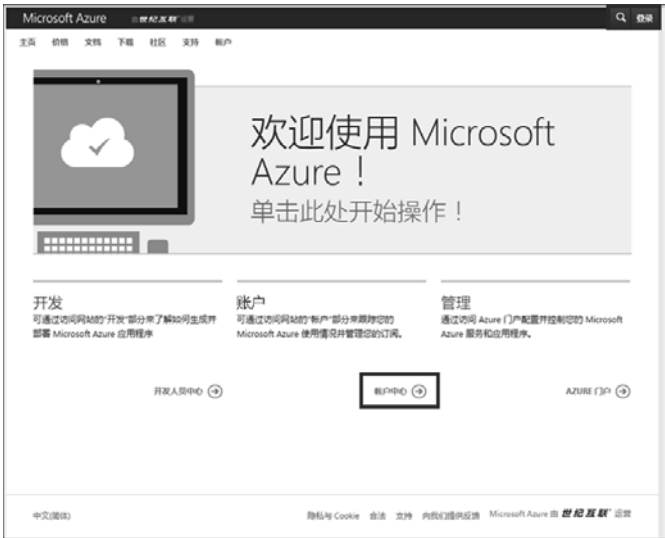 Microsoft Azure 由世纪互联运营 登录
主页 价格 文档 下载 社区 支持 帐户
欢迎使用 Microsoft
Azure！
单击此处开始操作！
开发 账户 管理
可通过访问网站的"开发"部分来了解如何生成并 可通过访问网站的"帐户"部分来跟踪您的 通过访问 Azure 门户配置并控制您的 Microsoft
部署 Microsoft Azure 应用程序 Microsoft Azure 使用情况并管理您的订阅。 Azure 服务和应用程序。
开发人员中心 帐户中心 AZURE 门户
中文(简体) 隐私与 Cookie 合法 支持 向我们提供反馈 Microsoft Azure 由 世纪互联 运营